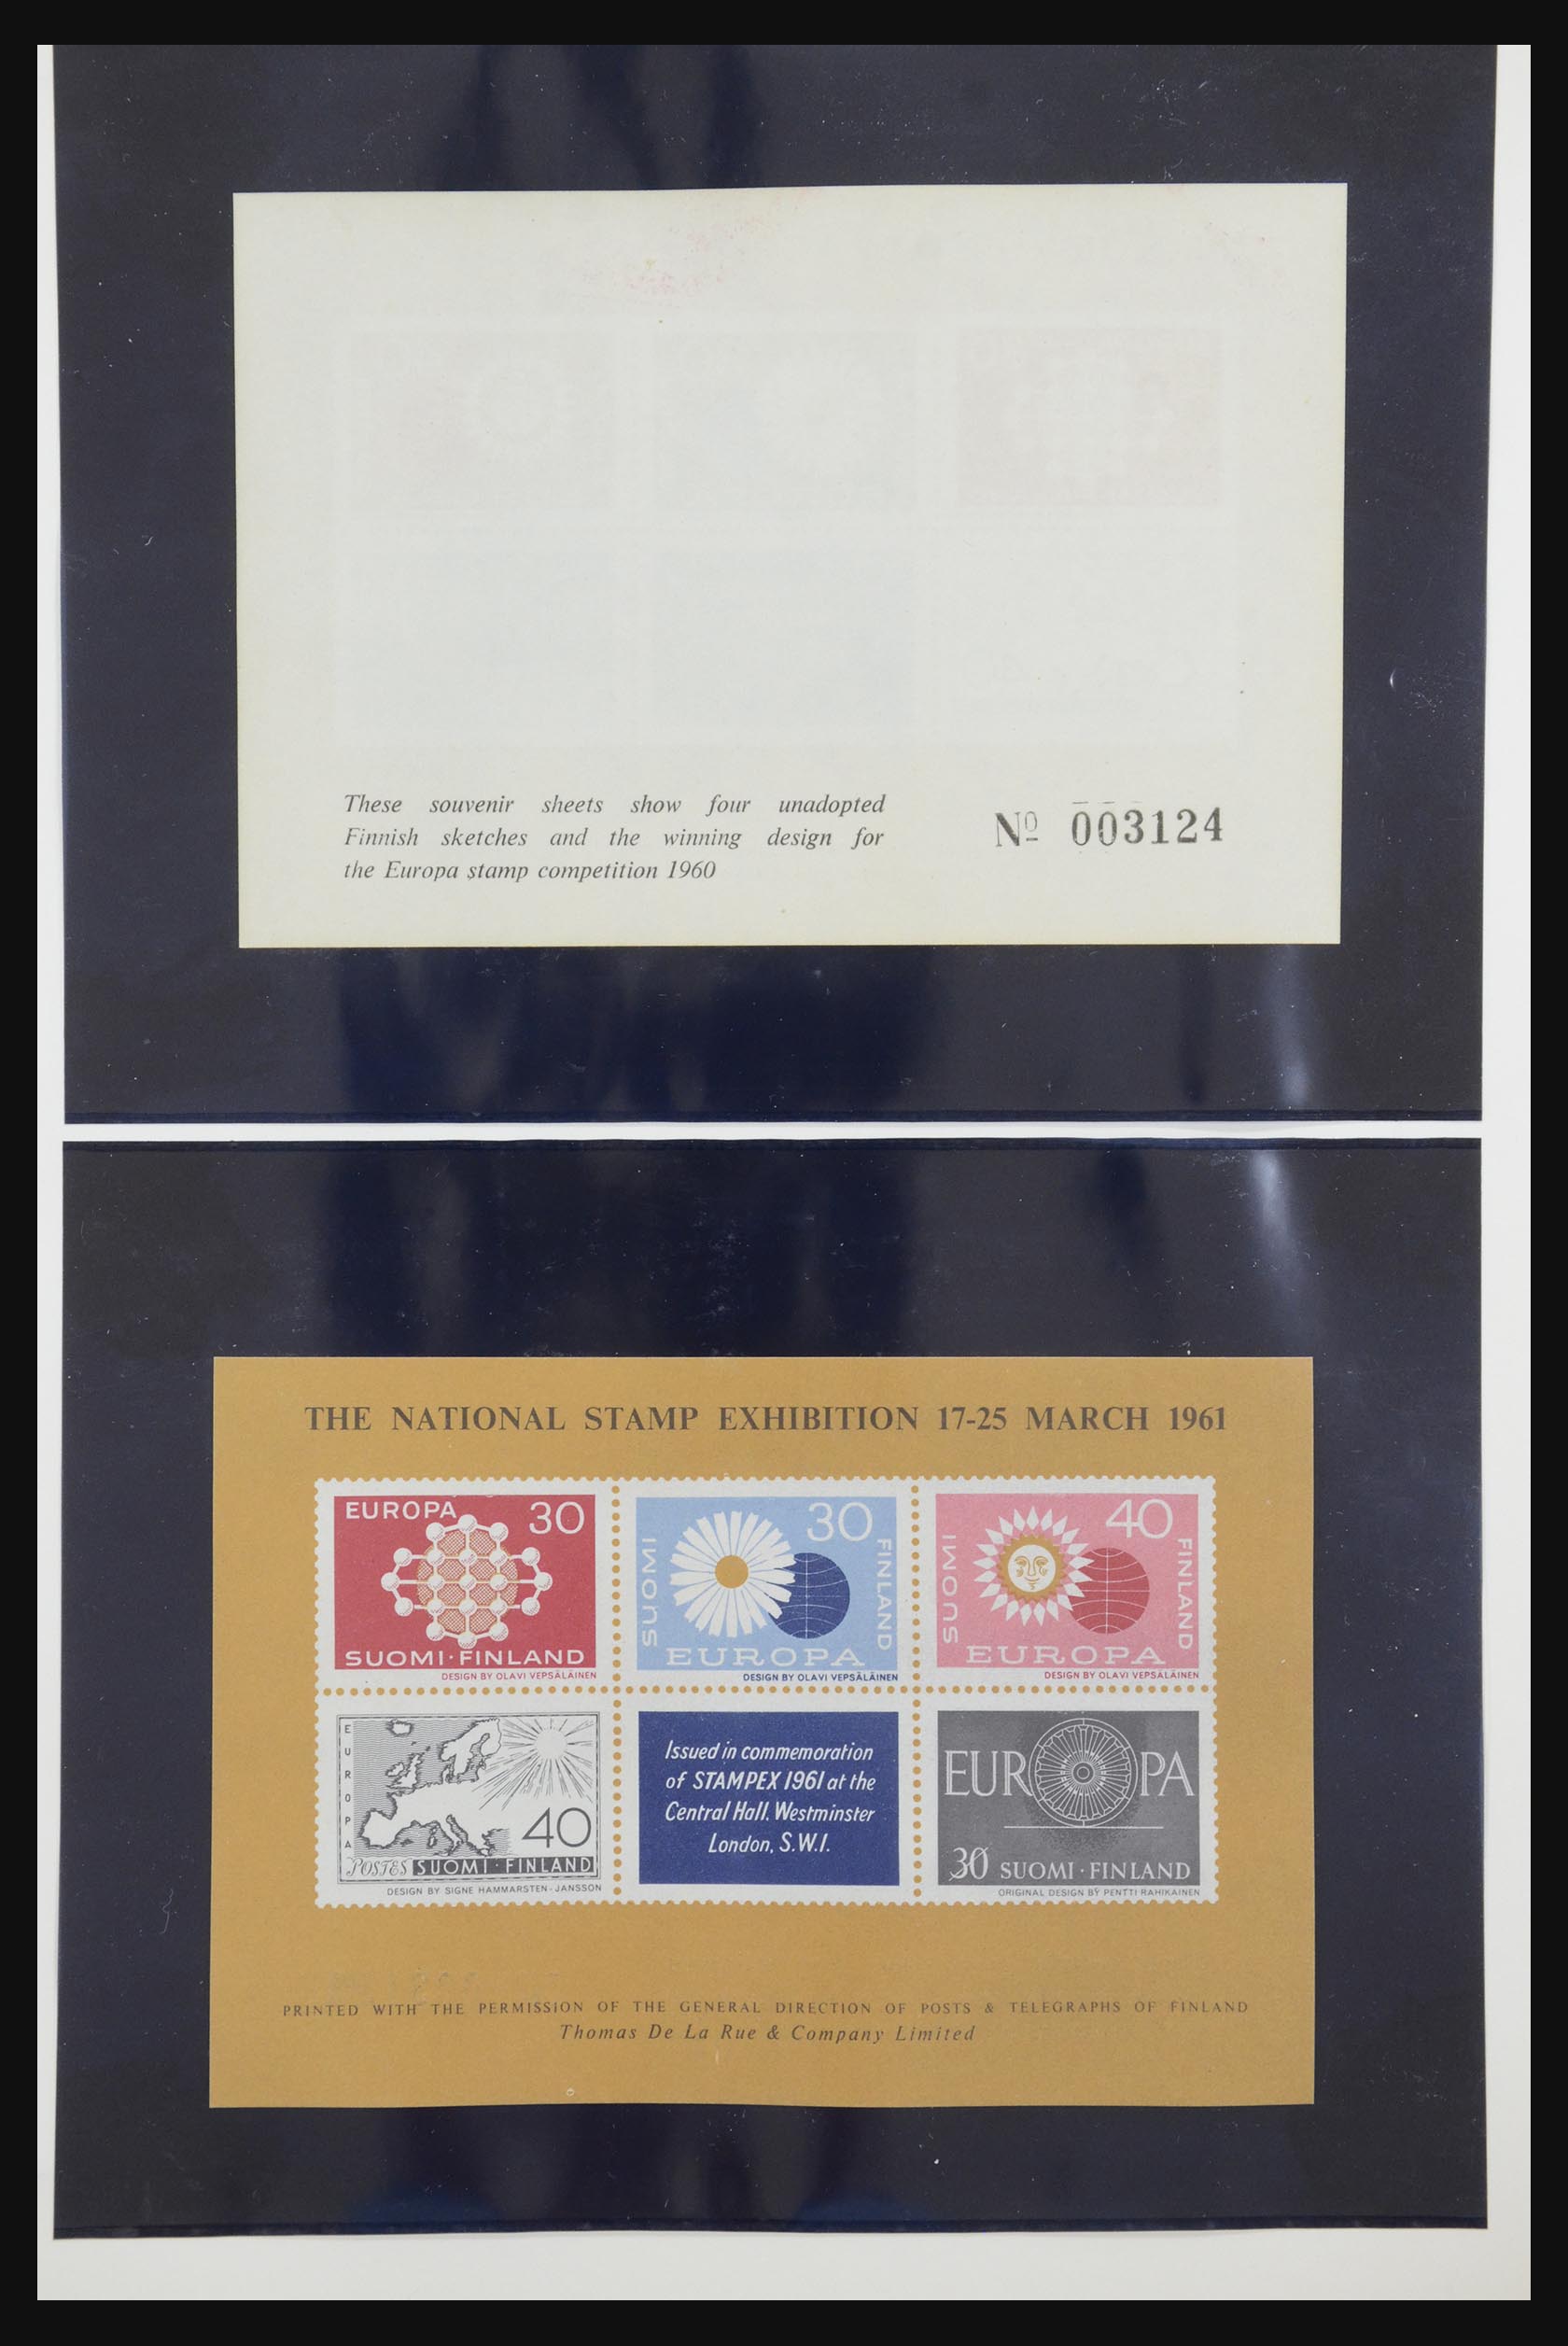 These souvenir sheets show four unadopted
Finnish sketches and the winning design for
the Europa stamp competition 1960
Nº 003124
THE NATIONAL STAMP EXHIBITION 17-25 MARCH 1961
EUROPA 30
SUOMI·FINLAND
DESIGN BY OLAVI VEPSÄLÄINEN
30
SUOMI
FINLAND
EUROPA
DESIGN BY OLAVI VEPSÄLÄINEN
40
SUOMI
FINLAND
EUROPA
DESIGN BY OLAVI VEPSÄLÄINEN
EUROPA
40
POSTES SUOMI·FINLAND
DESIGN BY SIGNE HAMMARSTEN-JANSSON
Issued in commemoration
of STAMPEX 1961 at the
Central Hall, Westminster
London, S.W.1.
EUROPA
30 SUOMI·FINLAND
ORIGINAL DESIGN BY PENTTI RAHIKAINEN
PRINTED WITH THE PERMISSION OF THE GENERAL DIRECTION OF POSTS & TELEGRAPHS OF FINLAND
Thomas De La Rue & Company Limited